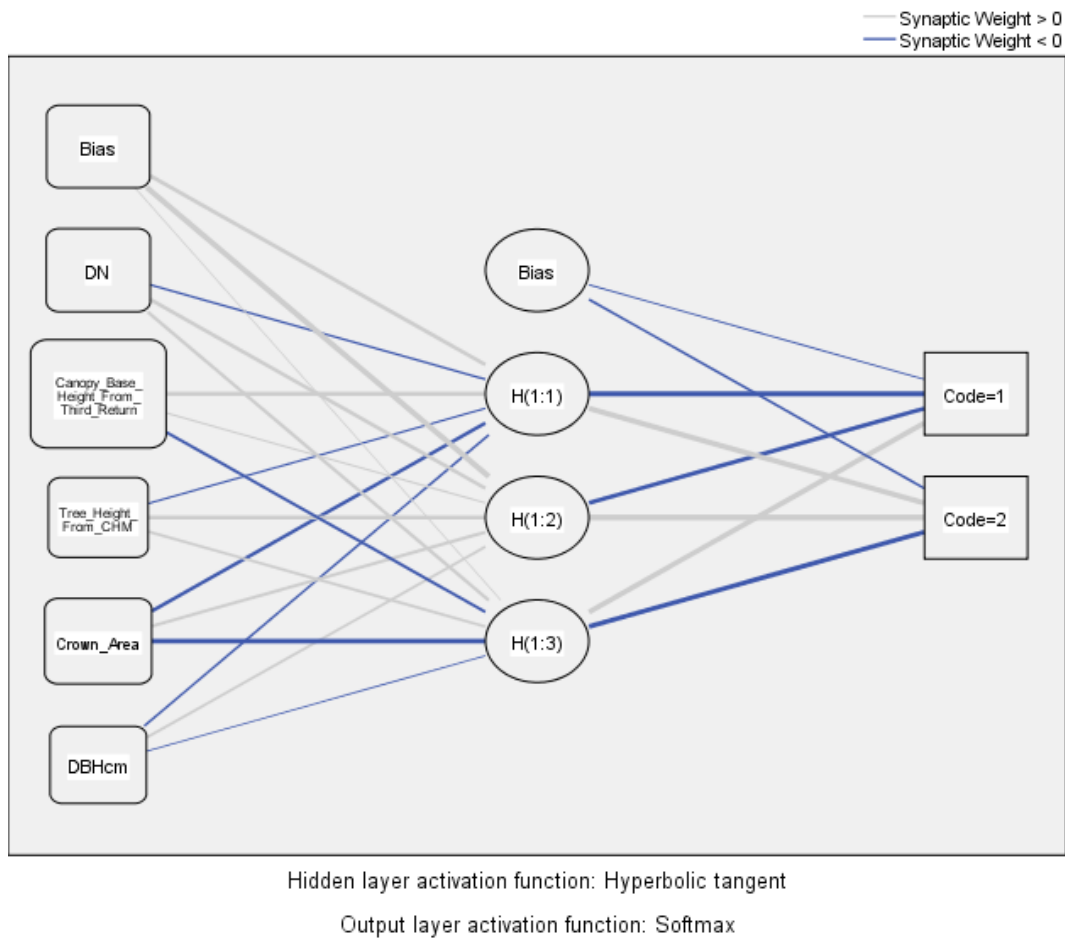 Synaptic Weight > 0
Synaptic Weight < 0
Bias
DN
Canopy_Base_
Height_From_
Third_Return
Tree_Height_
From_CHM
Crown_Area
DBHcm
Bias
H(1:1)
H(1:2)
H(1:3)
Code=1
Code=2
Hidden layer activation function: Hyperbolic tangent
Output layer activation function: Softmax